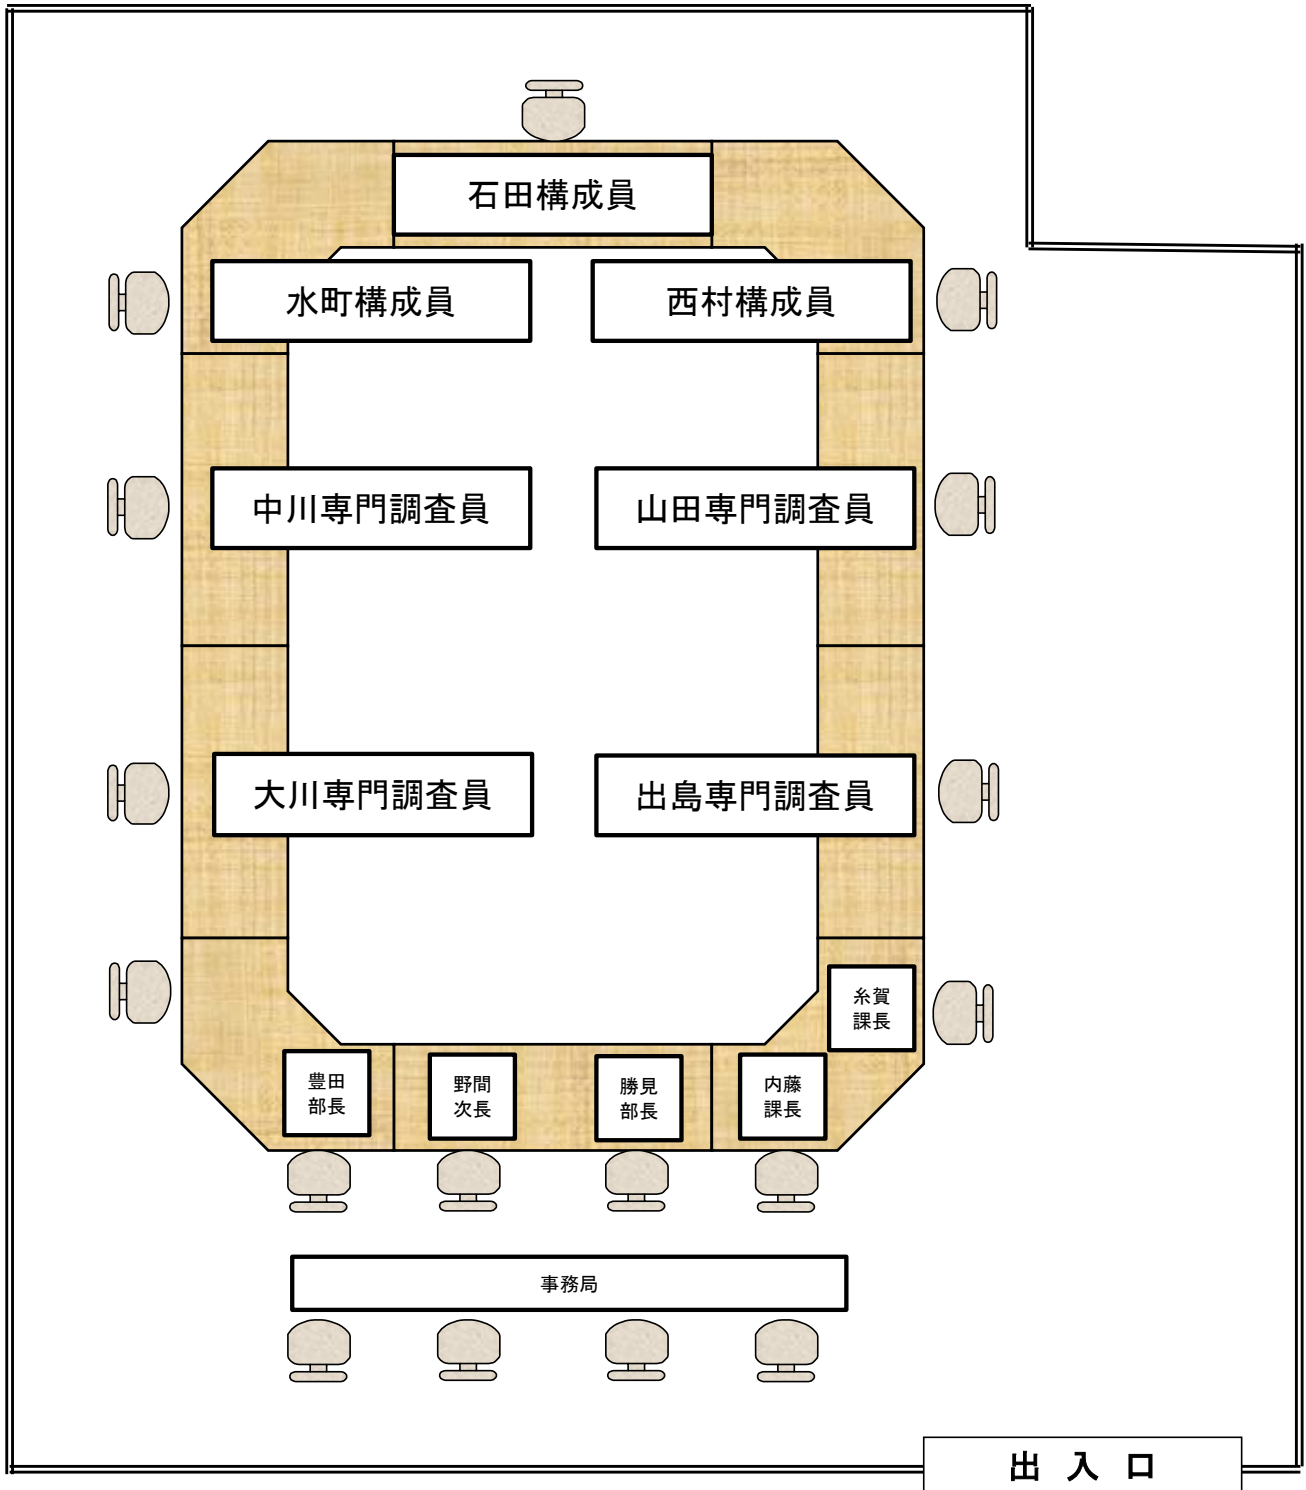 石田構成員
水町構成員
西村構成員
中川専門調査員
山田専門調査員
大川専門調査員
出島専門調査員
糸賀
課長
豊田
部長
野間
次長
勝見
部長
内藤
課長
事務局
出 入 口